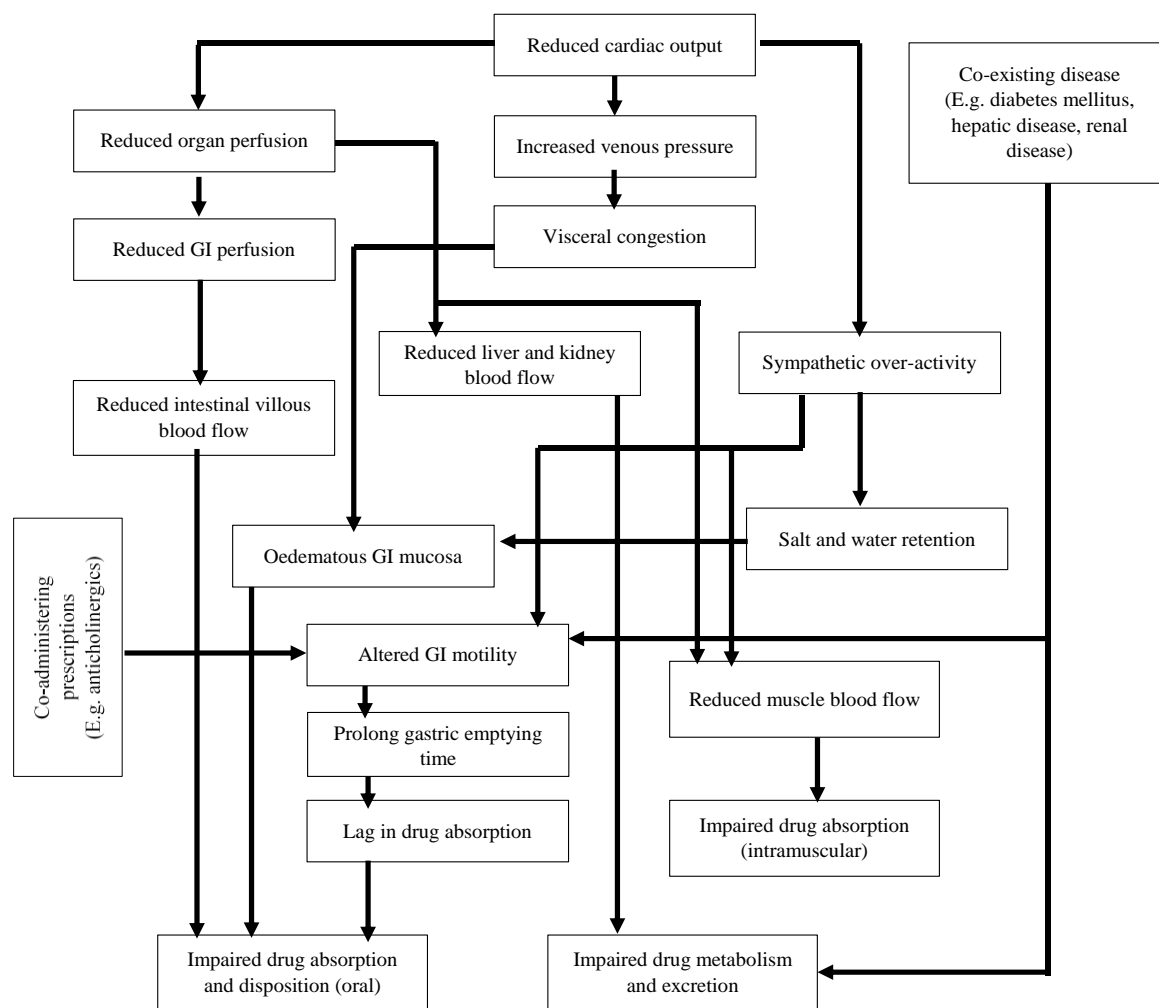 Reduced cardiac output
Co-existing disease
(E.g. diabetes mellitus,
hepatic disease, renal
disease)
Reduced organ perfusion
Increased venous pressure
Reduced GI perfusion
Visceral congestion
Reduced liver and kidney
blood flow
Sympathetic over-activity
Reduced intestinal villous
blood flow
Co-administering
prescriptions
(E.g. anticholinergics)
Oedematous GI mucosa
Salt and water retention
Altered GI motility
Reduced muscle blood flow
Prolong gastric emptying
time
Lag in drug absorption
Impaired drug absorption
(intramuscular)
Impaired drug absorption
and disposition (oral)
Impaired drug metabolism
and excretion